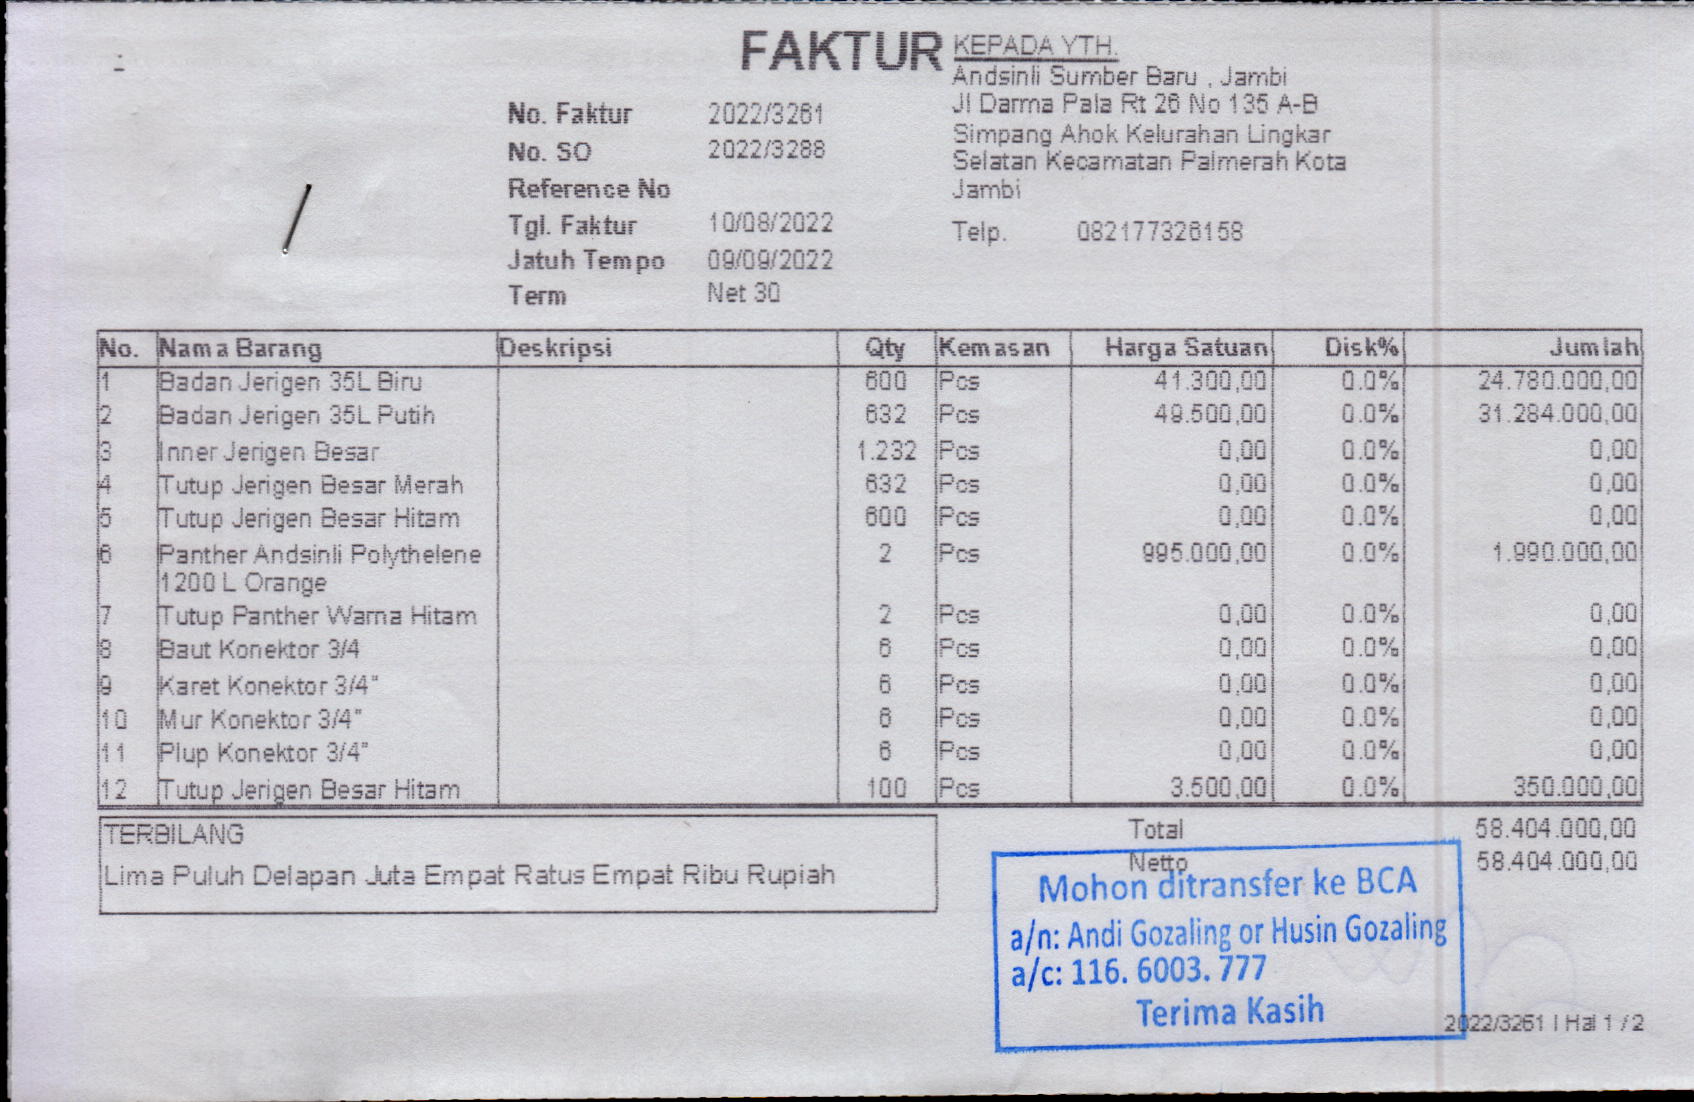 FAKTUR
No. Faktur 2022/3261
No. SO 2022/3288
Reference No
Tgl. Faktur 10/08/2022
Jatuh Tempo 09/09/2022
Term Net 30
KEPADA YTH.
Andsinli Sumber Baru , Jambi
Jl Darma Pala Rt 26 No 135 A-B
Simpang Ahok Kelurahan Lingkar
Selatan Kecamatan Palmerah Kota
Jambi
Telp. 082177326158
No. Nama Barang Deskripsi Qty Kemasan Harga Satuan Disk% Jumlah
1 Badan Jerigen 35L Biru 600 Pcs 41.300,00 0.0% 24.780.000,00
2 Badan Jerigen 35L Putih 632 Pcs 49.500,00 0.0% 31.284.000,00
3 Inner Jerigen Besar 1.232 Pcs 0,00 0.0% 0,00
4 Tutup Jerigen Besar Merah 632 Pcs 0,00 0.0% 0,00
5 Tutup Jerigen Besar Hitam 600 Pcs 0,00 0.0% 0,00
6 Panther Andsinli Polythelene 2 Pcs 995.000,00 0.0% 1.990.000,00
1200 L Orange
7 Tutup Panther Warna Hitam 2 Pcs 0,00 0.0% 0,00
8 Baut Konektor 3/4 6 Pcs 0,00 0.0% 0,00
9 Karet Konektor 3/4" 6 Pcs 0,00 0.0% 0,00
10 Mur Konektor 3/4" 6 Pcs 0,00 0.0% 0,00
11 Plup Konektor 3/4" 6 Pcs 0,00 0.0% 0,00
12 Tutup Jerigen Besar Hitam 100 Pcs 3.500,00 0.0% 350.000,00
TERBILANG
Lima Puluh Delapan Juta Empat Ratus Empat Ribu Rupiah
Total 58.404.000,00
Netto 58.404.000,00
Mohon ditransfer ke BCA
a/n: Andi Gozaling or Husin Gozaling
a/c: 116. 6003. 777
Terima Kasih
2022/3261 | Hal 1 / 2